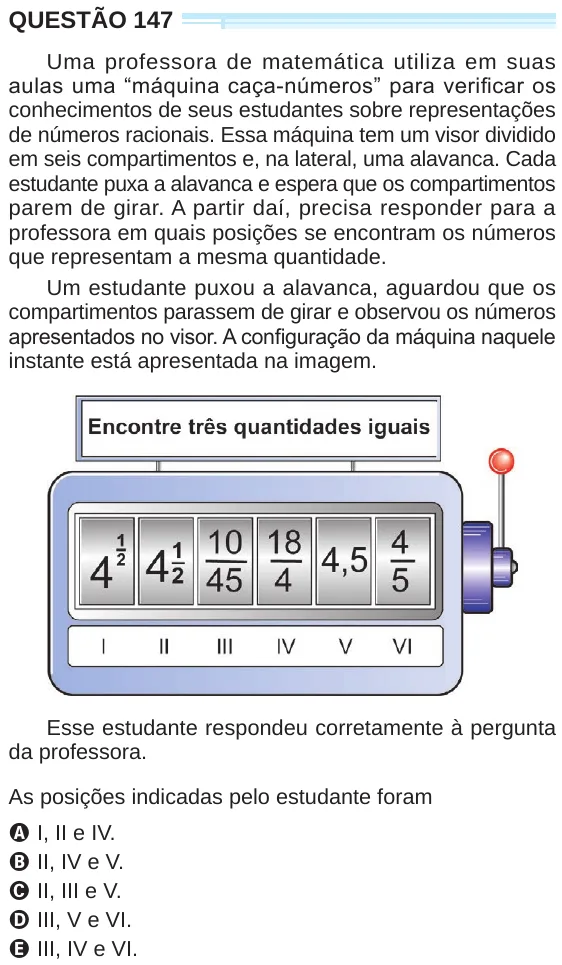 QUESTÃO 147
Uma professora de matemática utiliza em suas
aulas uma “máquina caça-números” para verificar os
conhecimentos de seus estudantes sobre representações
de números racionais. Essa máquina tem um visor dividido
em seis compartimentos e, na lateral, uma alavanca. Cada
estudante puxa a alavanca e espera que os compartimentos
parem de girar. A partir daí, precisa responder para a
professora em quais posições se encontram os números
que representam a mesma quantidade.
Um estudante puxou a alavanca, aguardou que os
compartimentos parassem de girar e observou os números
apresentados no visor. A configuração da máquina naquele
instante está apresentada na imagem.
Encontre três quantidades iguais
4^(1/2) 4 1/2 10/45 18/4 4,5 4/5
I II III IV V VI
Esse estudante respondeu corretamente à pergunta
da professora.
As posições indicadas pelo estudante foram
A I, II e IV.
B II, IV e V.
C II, III e V.
D III, V e VI.
E III, IV e VI.